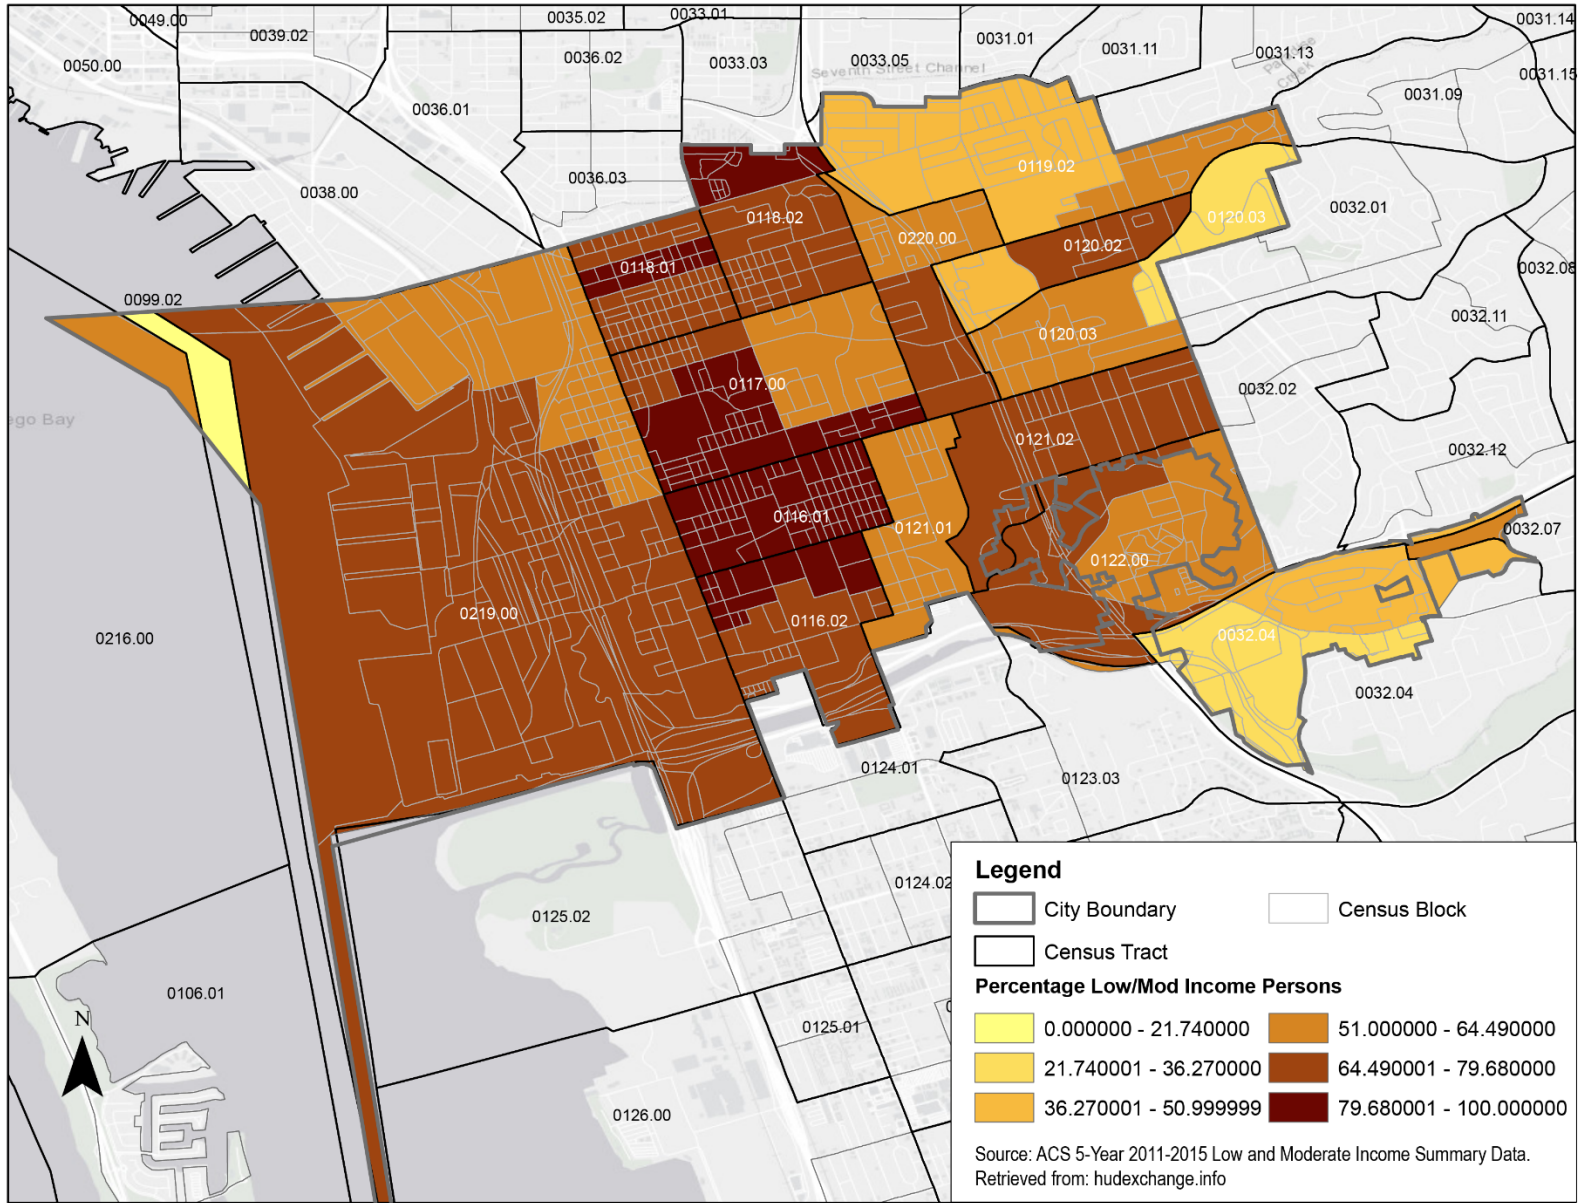 0049.00
0035.02
0033.01
0031.14
0039.02
0036.02
0033.03
0033.05
0031.01
0031.11
0031.13
0050.00
Seventh Street Channel
Creek
0031.15
0036.01
0031.09
0036.03
0119.02
0038.00
0032.01
0118.02
0120.03
0220.00
0120.02
0118.01
0032.08
0099.02
0032.11
0120.03
0117.00
0032.02
ego Bay
0121.02
0032.12
0116.01
0121.01
0032.07
0122.00
0219.00
0116.02
0032.04
0216.00
0032.04
0124.01
0123.03
0124.02
0125.02
0106.01
0125.01
0126.00
N
Legend
City Boundary
Census Block
Census Tract
Percentage Low/Mod Income Persons
0.000000 - 21.740000
51.000000 - 64.490000
21.740001 - 36.270000
64.490001 - 79.680000
36.270001 - 50.999999
79.680001 - 100.000000
Source: ACS 5-Year 2011-2015 Low and Moderate Income Summary Data.
Retrieved from: hudexchange.info